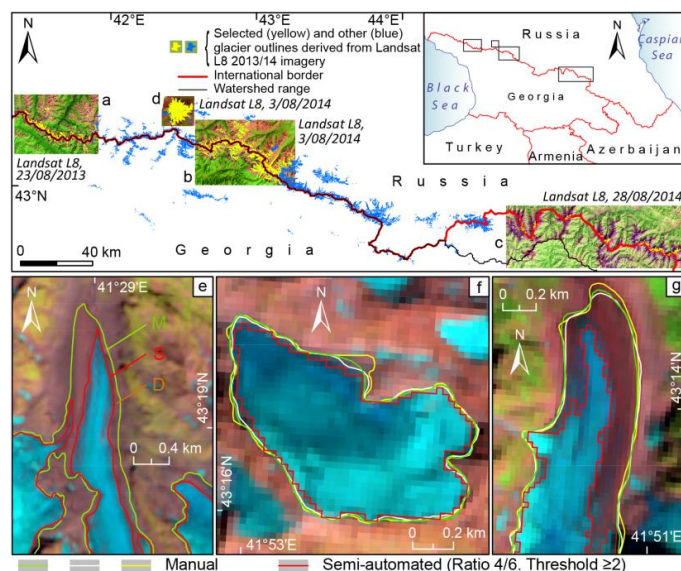 42°E
43°E
44°E
N
Selected (yellow) and other (blue)
glacier outlines derived from Landsat
L8 2013/14 imagery
International border
Watershed range
Russia
Caspian
Sea
Black
Sea
Georgia
Turkey
Armenia
Azerbaijan
a
d
Landsat L8, 3/08/2014
Landsat L8,
3/08/2014
Landsat L8,
23/08/2013
b
43°N
Russia
Landsat L8, 28/08/2014
0 40 km
Georgia
c
N
41°29'E
e
M
S
D
43°19'N
0 0.4 km
N
f
43°16'N
0 0.2 km
41°53'E
0 0.2 km
g
N
43°14'N
41°51'E
Manual
Semi-automated (Ratio 4/6. Threshold ≥2)